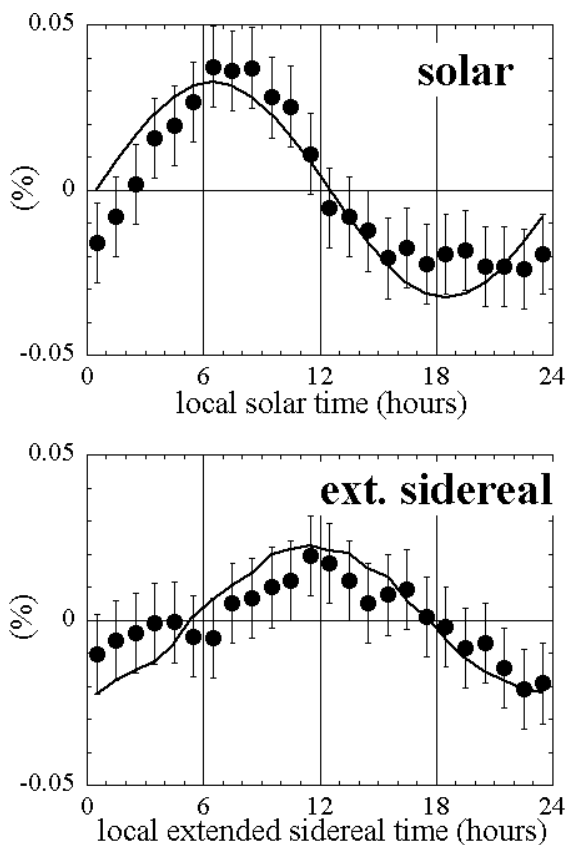 0.05
solar
(%)
0
-0.05
0 6 12 18 24
local solar time (hours)
0.05
ext. sidereal
(%)
0
-0.05
0 6 12 18 24
local extended sidereal time (hours)